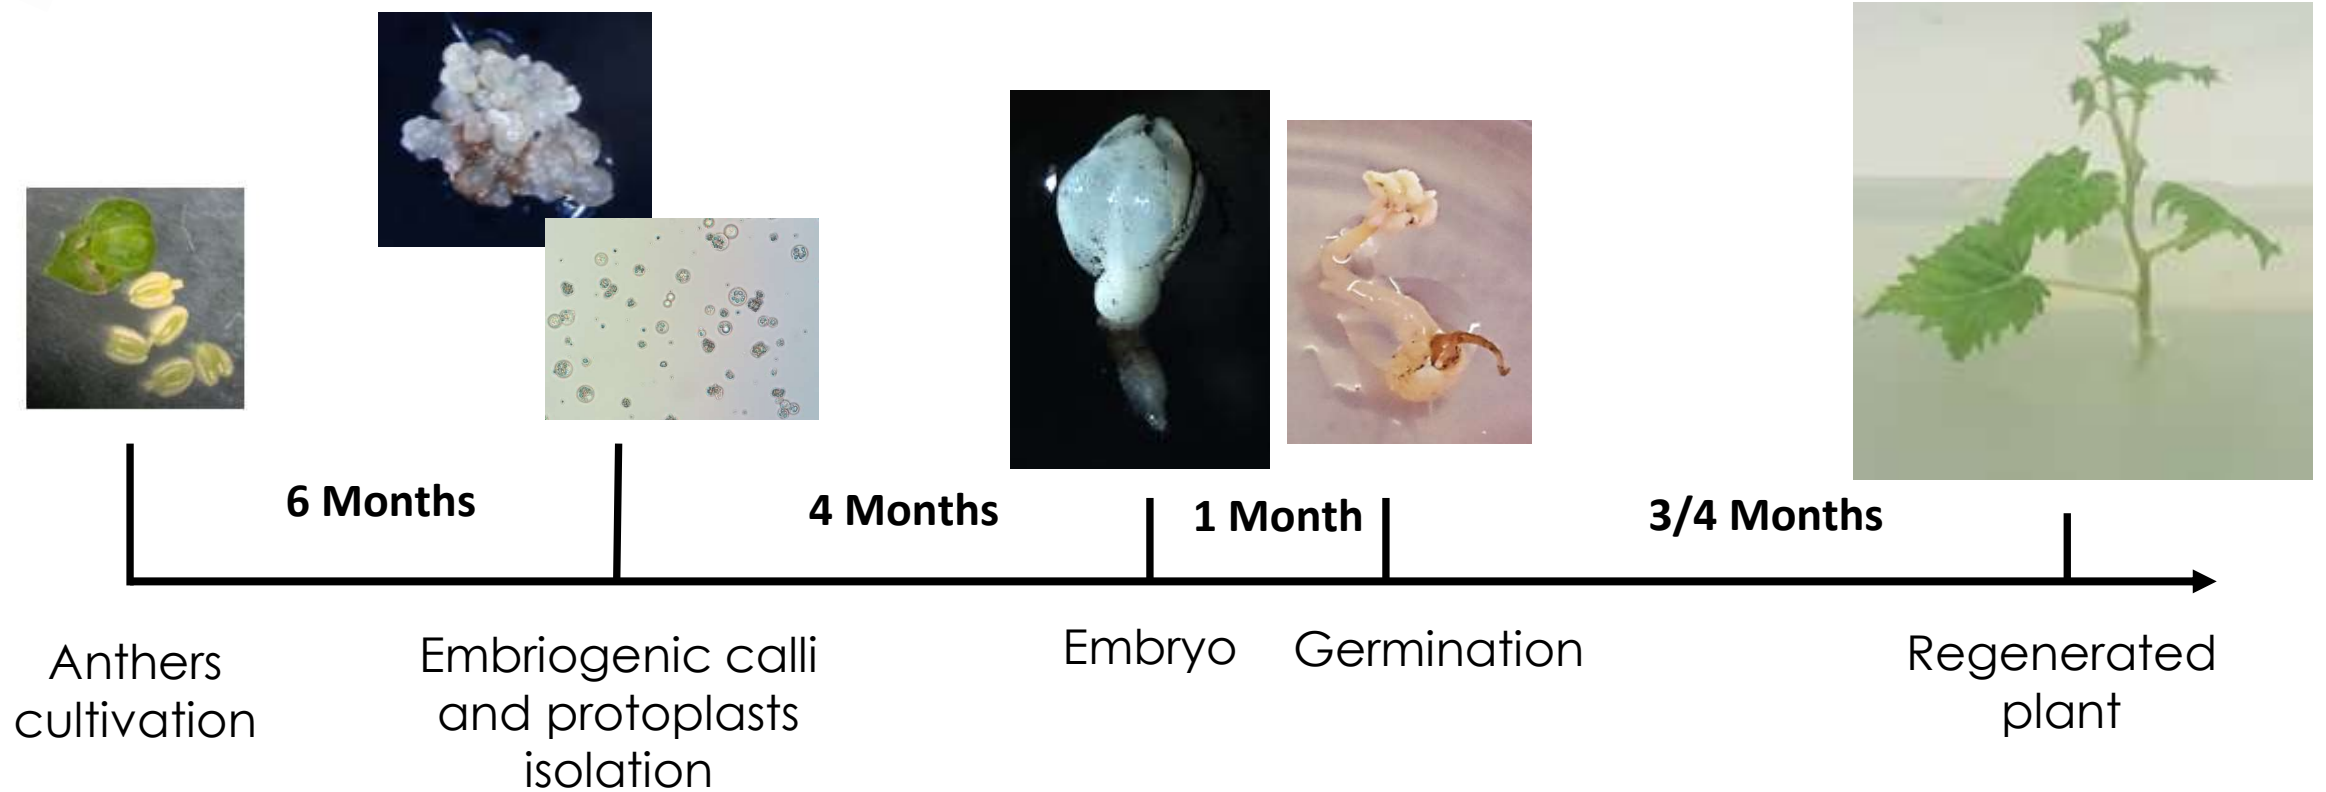 6 Months
4 Months
1 Month
3/4 Months
Anthers
cultivation
Embriogenic calli
and protoplasts
isolation
Embryo
Germination
Regenerated
plant